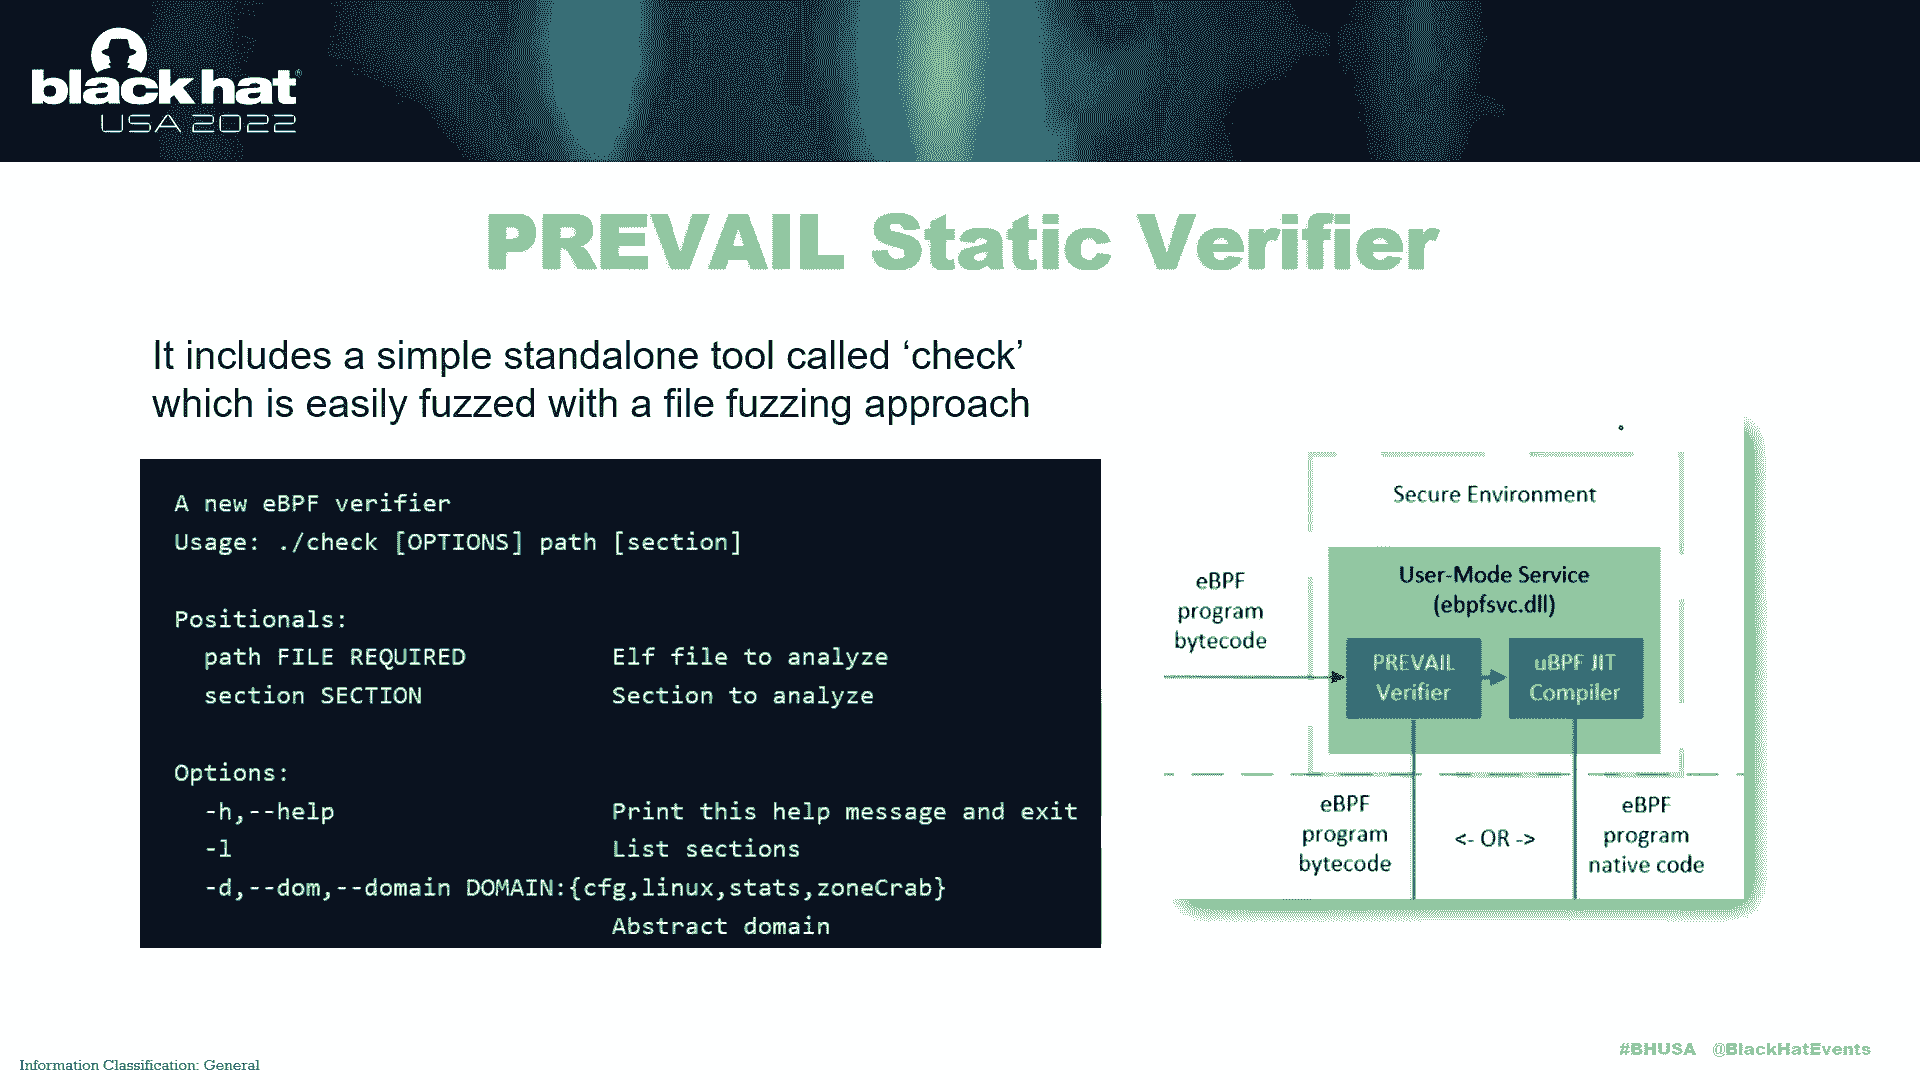 black hat®
USA 2022
PREVAIL Static Verifier
It includes a simple standalone tool called ‘check’
which is easily fuzzed with a file fuzzing approach
A new eBPF verifier
Usage: ./check [OPTIONS] path [section]
Positionals:
path FILE REQUIRED Elf file to analyze
section SECTION Section to analyze
Options:
-h,--help Print this help message and exit
-l List sections
-d,--dom,--domain DOMAIN:{cfg,linux,stats,zoneCrab}
Abstract domain
Secure Environment
User-Mode Service
(ebpfsvc.dll)
eBPF
program
bytecode
PREVAIL
Verifier
uBPF JIT
Compiler
eBPF
program
bytecode
<- OR ->
eBPF
program
native code
Information Classification: General
#BHUSA @BlackHatEvents